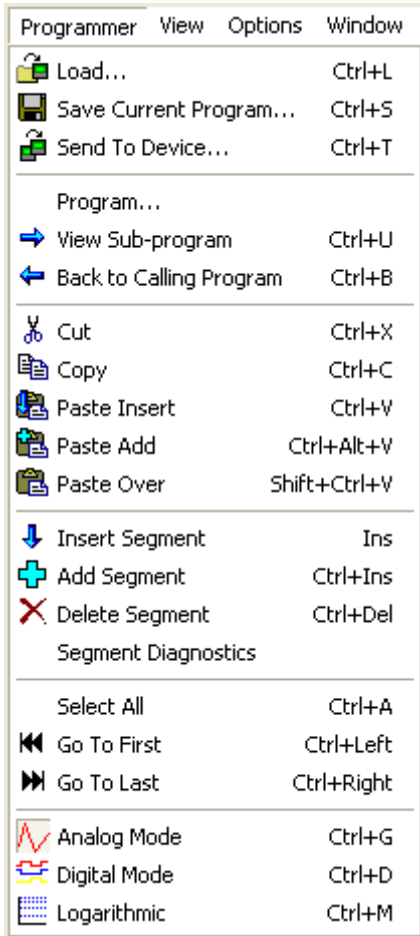 Programmer View Options Window
Load... Ctrl+L
Save Current Program... Ctrl+S
Send To Device... Ctrl+T
Program...
View Sub-program Ctrl+U
Back to Calling Program Ctrl+B
Cut Ctrl+X
Copy Ctrl+C
Paste Insert Ctrl+V
Paste Add Ctrl+Alt+V
Paste Over Shift+Ctrl+V
Insert Segment Ins
Add Segment Ctrl+Ins
Delete Segment Ctrl+Del
Segment Diagnostics
Select All Ctrl+A
Go To First Ctrl+Left
Go To Last Ctrl+Right
Analog Mode Ctrl+G
Digital Mode Ctrl+D
Logarithmic Ctrl+M